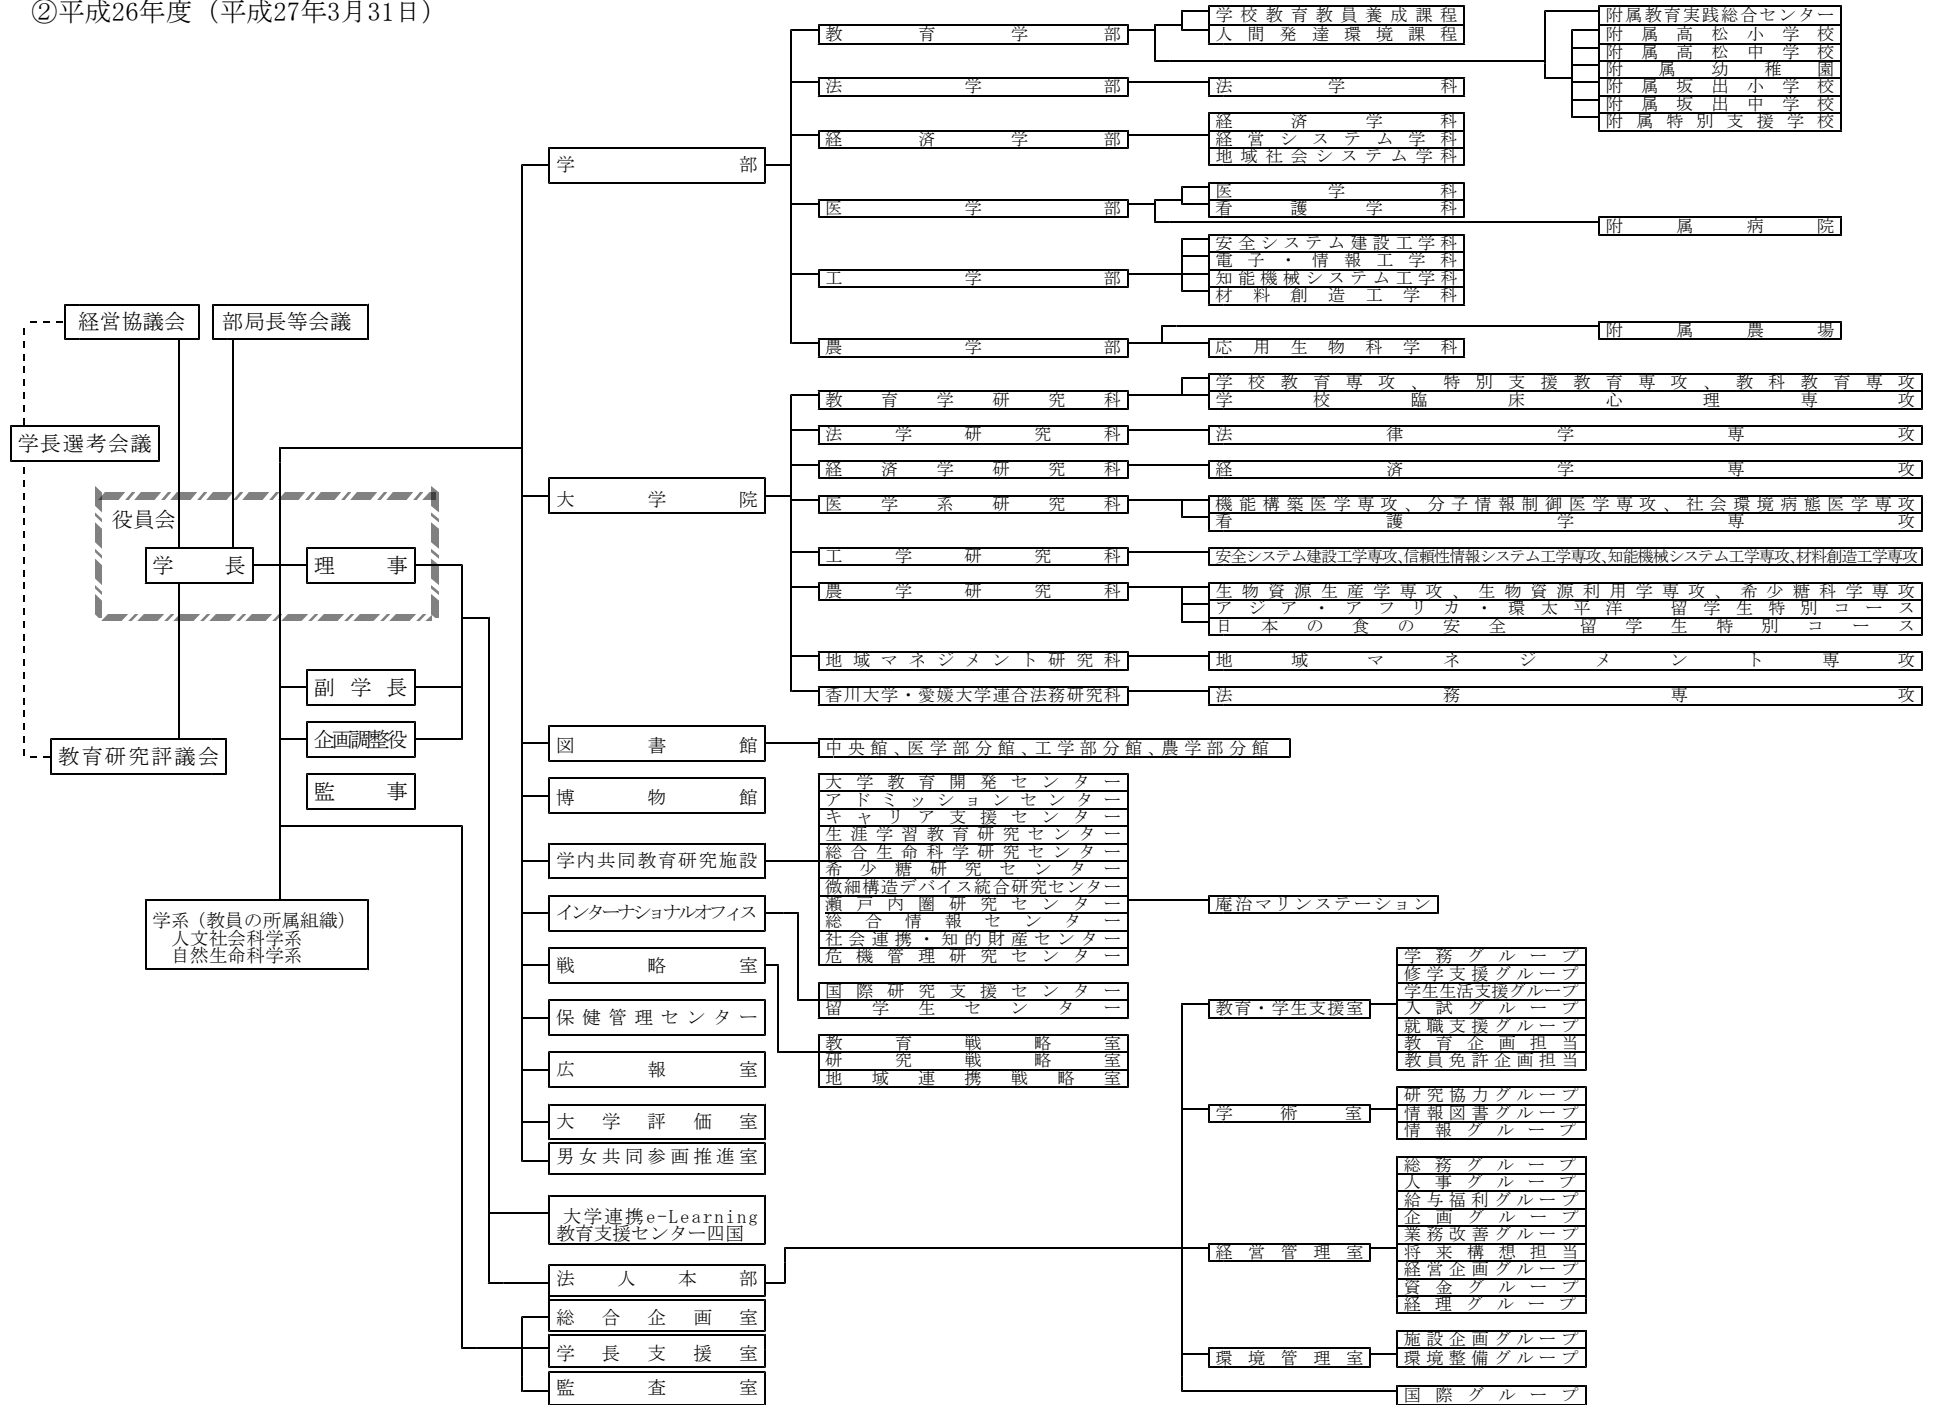 ②平成26年度（平成27年3月31日）
経営協議会
部局長等会議
学長選考会議
役員会
学長
理事
副学長
企画調整役
監事
教育研究評議会
学系（教員の所属組織）
人文社会科学系
自然生命科学系
学部
教育学部
学校教育教員養成課程
人間発達環境課程
附属教育実践総合センター
附属高松小学校
附属高松中学校
附属幼稚園
附属坂出小学校
附属坂出中学校
附属特別支援学校
法学部
法学科
経済学部
経済学科
経営システム学科
地域社会システム学科
医学部
医学科
看護学科
附属病院
工学部
安全システム建設工学科
電子・情報工学科
知能機械システム工学科
材料創造工学科
農学部
応用生物科学科
附属農場
大学院
教育学研究科
学校教育専攻、特別支援教育専攻、教科教育専攻
学校臨床心理専攻
法学研究科
法律学専攻
経済学研究科
経済学専攻
医学系研究科
機能構築医学専攻、分子情報制御医学専攻、社会環境病態医学専攻
看護学専攻
工学研究科
安全システム建設工学専攻、信頼性情報システム工学専攻、知能機械システム工学専攻、材料創造工学専攻
農学研究科
生物資源生産学専攻、生物資源利用学専攻、希少糖科学専攻
アジア・アフリカ・環太平洋 留学生特別コース
日本の食の安全 留学生特別コース
地域マネジメント研究科
地域マネジメント専攻
香川大学・愛媛大学連合法務研究科
法務専攻
図書館
中央館、医学部分館、工学部分館、農学部分館
博物館
学内共同教育研究施設
大学教育開発センター
アドミッションセンター
キャリア支援センター
生涯学習教育研究センター
総合生命科学研究センター
希少糖研究センター
微細構造デバイス統合研究センター
瀬戸内圏研究センター
総合情報センター
社会連携・知的財産センター
危機管理研究センター
庵治マリンステーション
インターナショナルオフィス
国際研究支援センター
留学生センター
戦略室
教育戦略室
研究戦略室
地域連携戦略室
保健管理センター
広報室
大学評価室
男女共同参画推進室
大学連携e-Learning
教育支援センター四国
法人本部
総合企画室
学長支援室
監査室
教育・学生支援室
学務グループ
修学支援グループ
学生生活支援グループ
入試グループ
就職支援グループ
教育企画担当
教員免許企画担当
学術室
研究協力グループ
情報図書グループ
情報グループ
経営管理室
総務グループ
人事グループ
給与福利グループ
企画グループ
業務改善グループ
将来構想担当
経営企画グループ
資金グループ
経理グループ
環境管理室
施設企画グループ
環境整備グループ
国際グループ